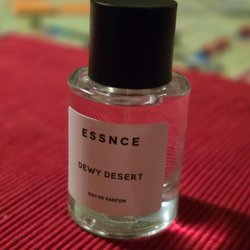 ESSNCE
DEWY DESERT
EAU DE PARFUM